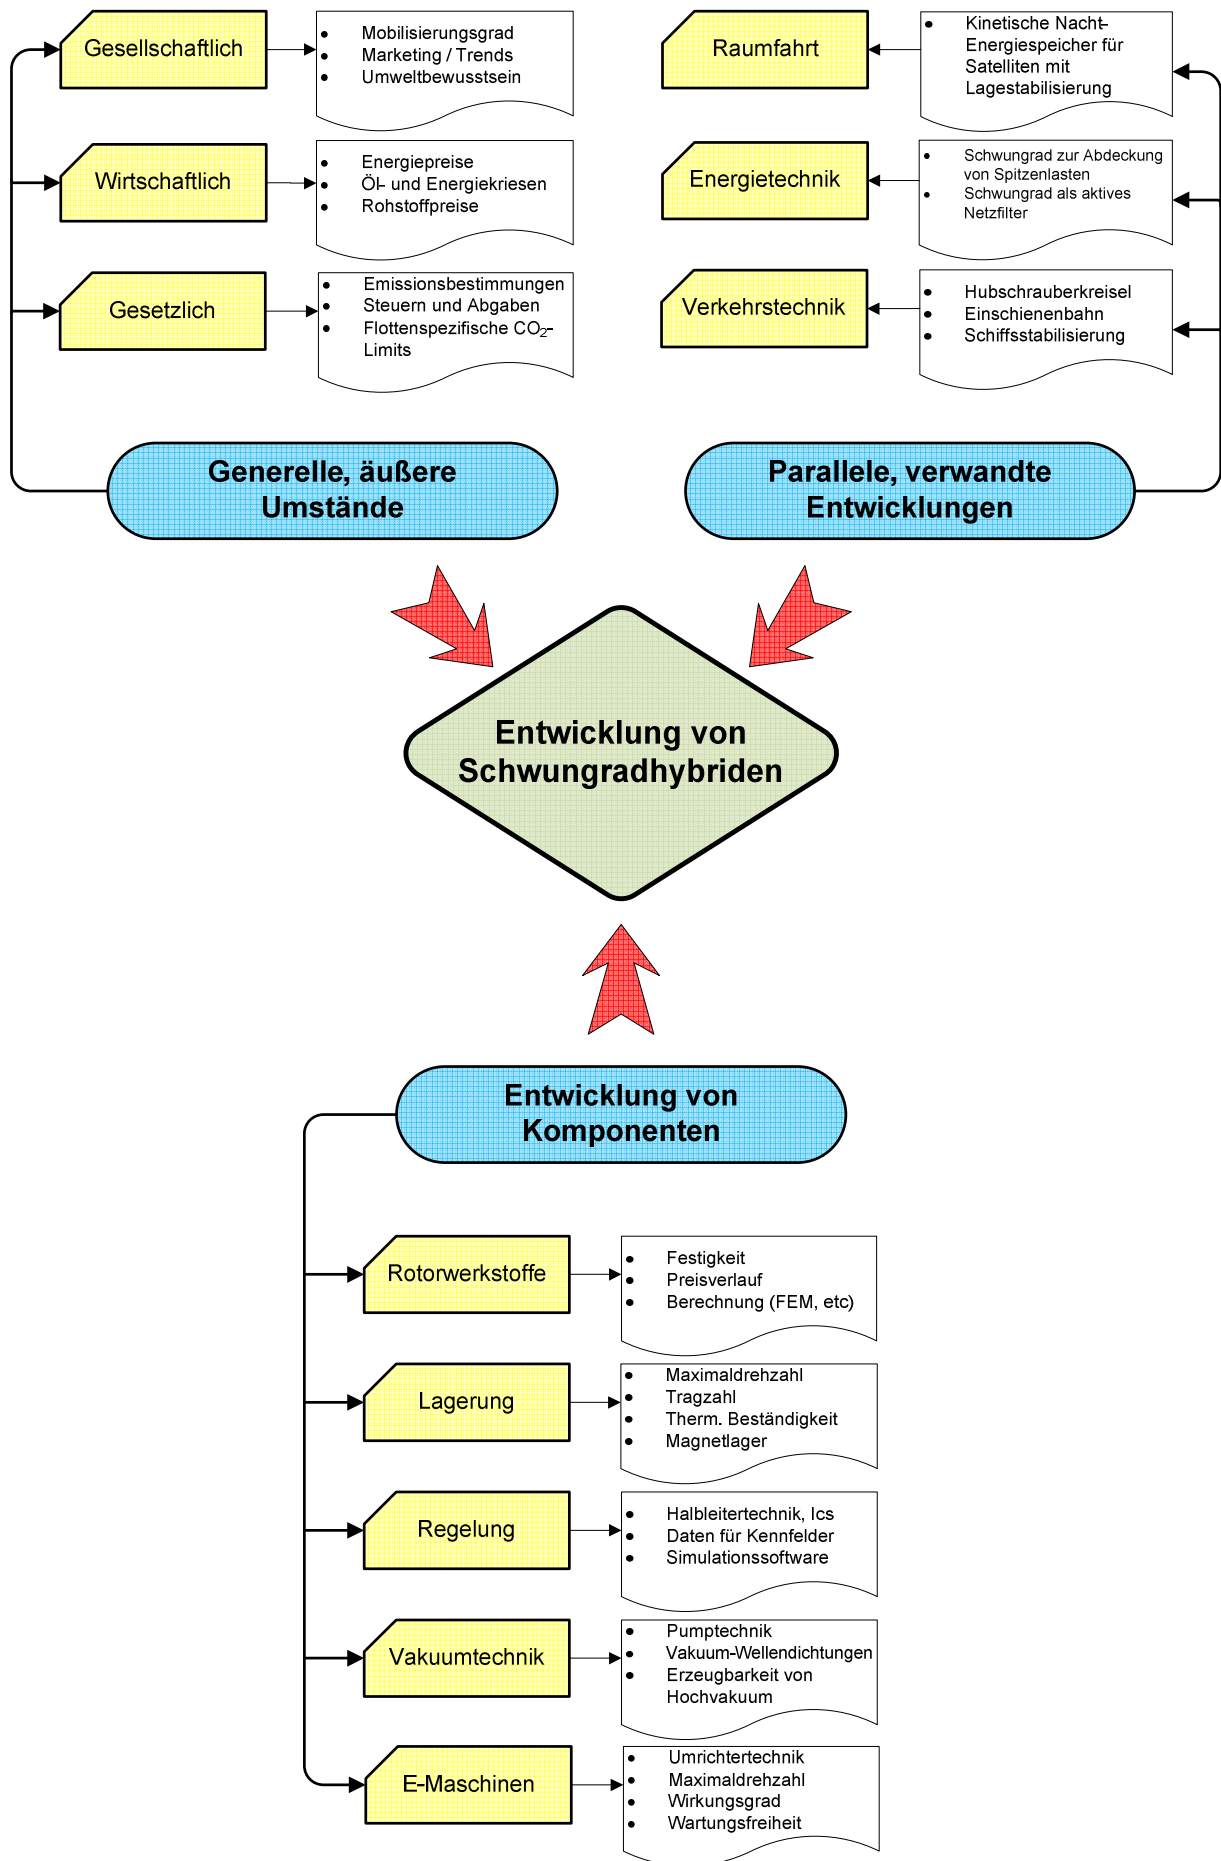 Gesellschaftlich
• Mobilisierungsgrad
• Marketing / Trends
• Umweltbewusstsein
Wirtschaftlich
• Energiepreise
• Öl- und Energiekriesen
• Rohstoffpreise
Gesetzlich
• Emissionsbestimmungen
• Steuern und Abgaben
• Flottenspezifische CO₂-
Limits
Generelle, äußere
Umstände
Raumfahrt
• Kinetische Nacht-
Energiespeicher für
Satelliten mit
Lagestabilisierung
Energietechnik
• Schwungrad zur Abdeckung
von Spitzenlasten
• Schwungrad als aktives
Netzfilter
Verkehrstechnik
• Hubschrauberkreisel
• Einschienenbahn
• Schiffsstabilisierung
Parallele, verwandte
Entwicklungen
Entwicklung von
Schwungradhybriden
Entwicklung von
Komponenten
Rotorwerkstoffe
• Festigkeit
• Preisverlauf
• Berechnung (FEM, etc)
Lagerung
• Maximaldrehzahl
• Tragzahl
• Therm. Beständigkeit
• Magnetlager
Regelung
• Halbleitertechnik, Ics
• Daten für Kennfelder
• Simulationssoftware
Vakuumtechnik
• Pumptechnik
• Vakuum-Wellendichtungen
• Erzeugbarkeit von
Hochvakuum
E-Maschinen
• Umrichtertechnik
• Maximaldrehzahl
• Wirkungsgrad
• Wartungsfreiheit